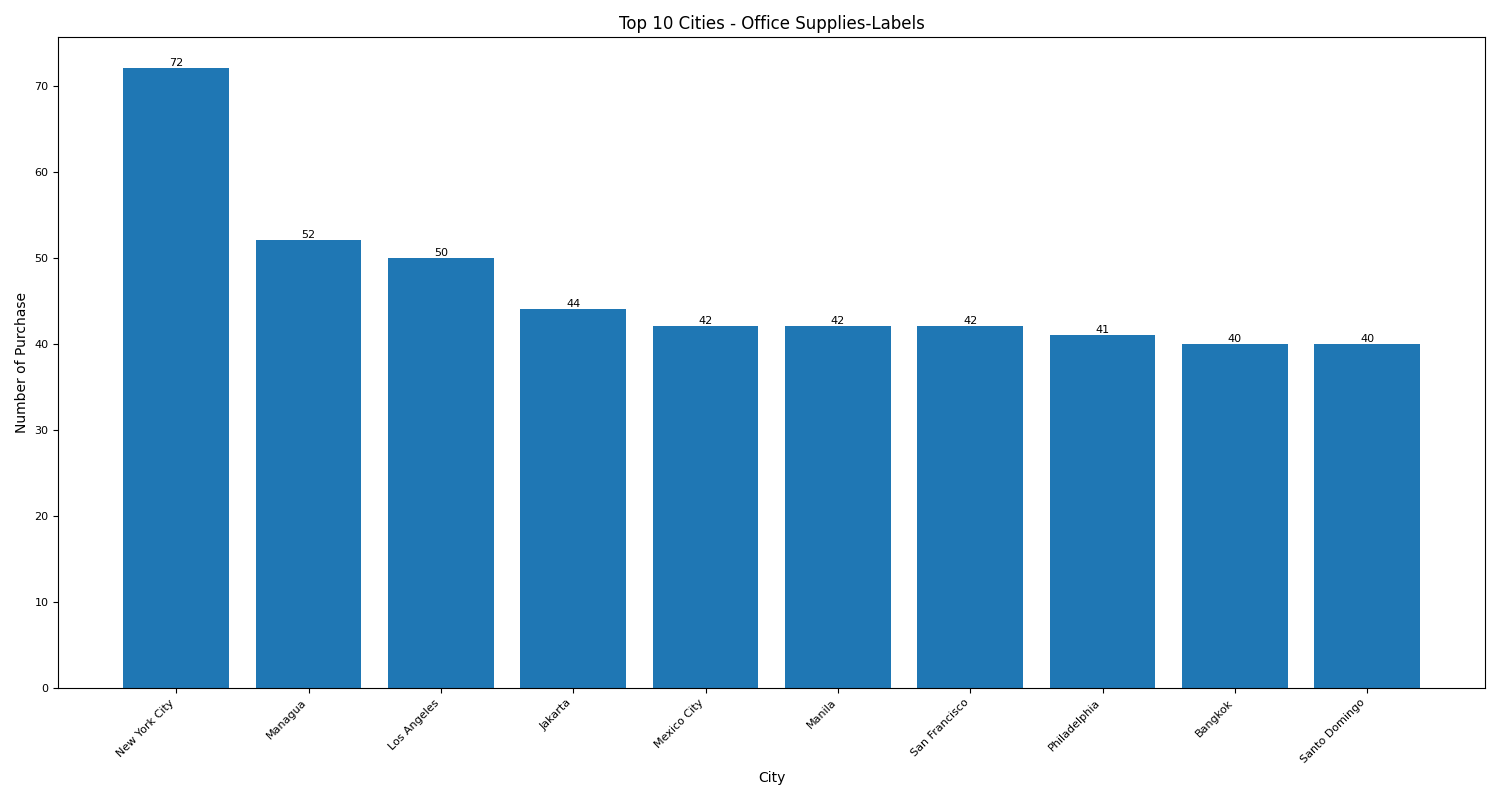 Top 10 Cities - Office Supplies-Labels
Number of Purchase
70
60
50
40
30
20
10
0
72
52
50
44
42
42
42
41
40
40
New York City
Managua
Los Angeles
Jakarta
Mexico City
Manila
San Francisco
Philadelphia
Bangkok
Santo Domingo
City